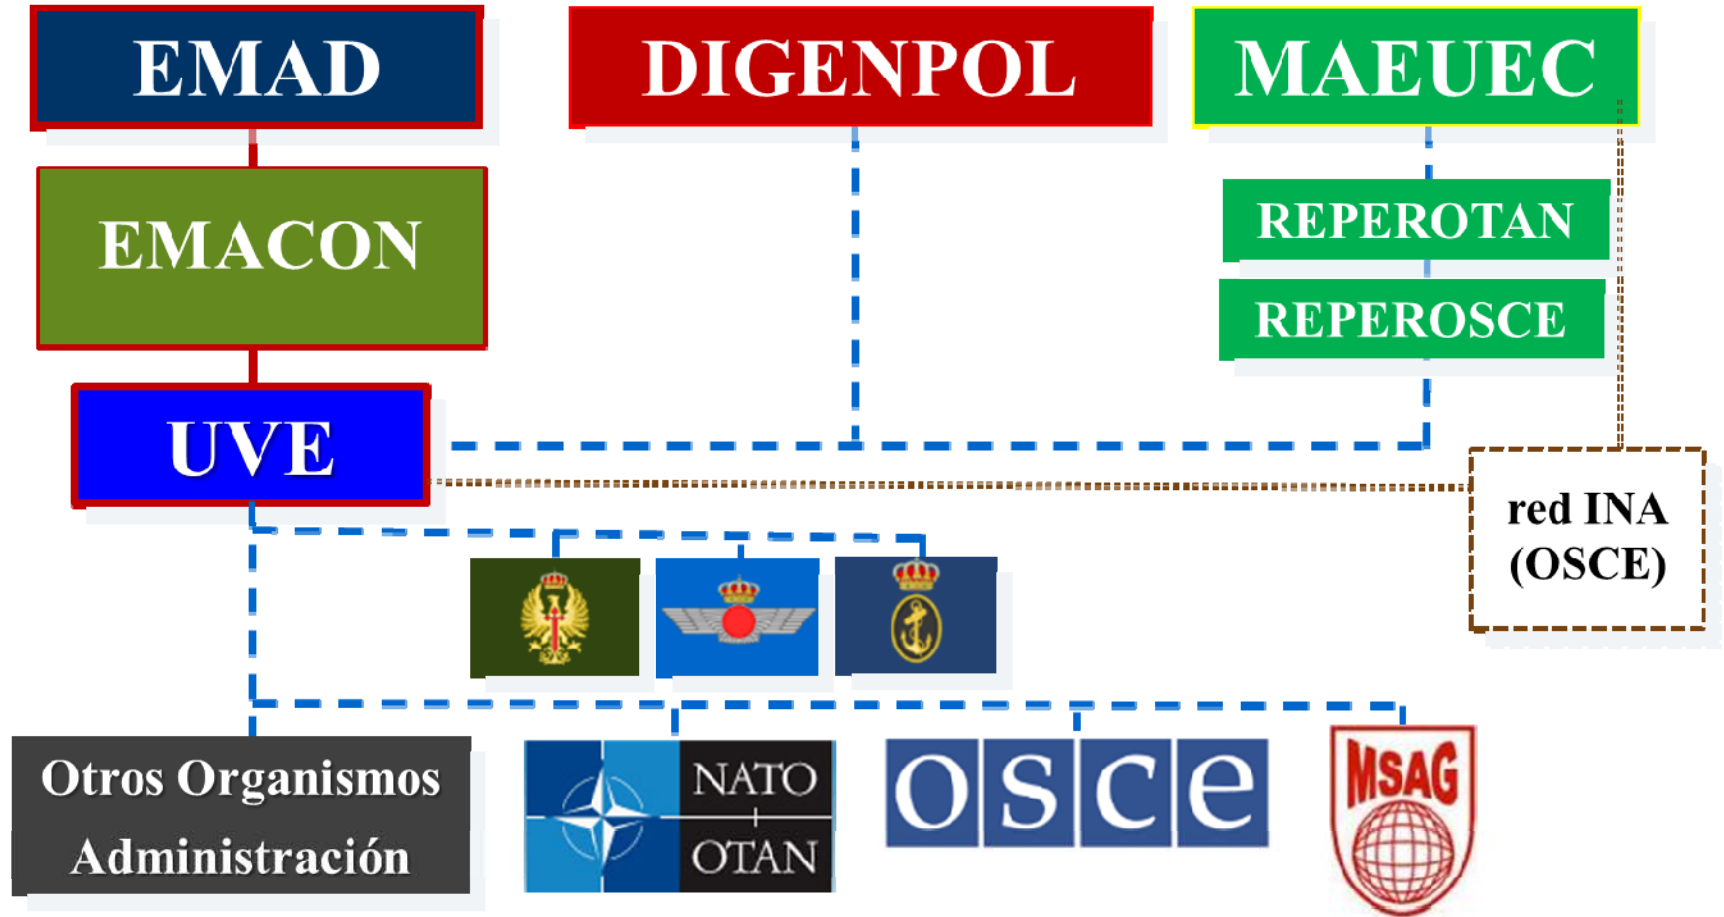 EMAD
DIGENPOL
MAEUEC
EMACON
REPEROTAN
REPEROSCE
UVE
red INA
(OSCE)
Otros Organismos
Administración
NATO
OTAN
osce
MSAG